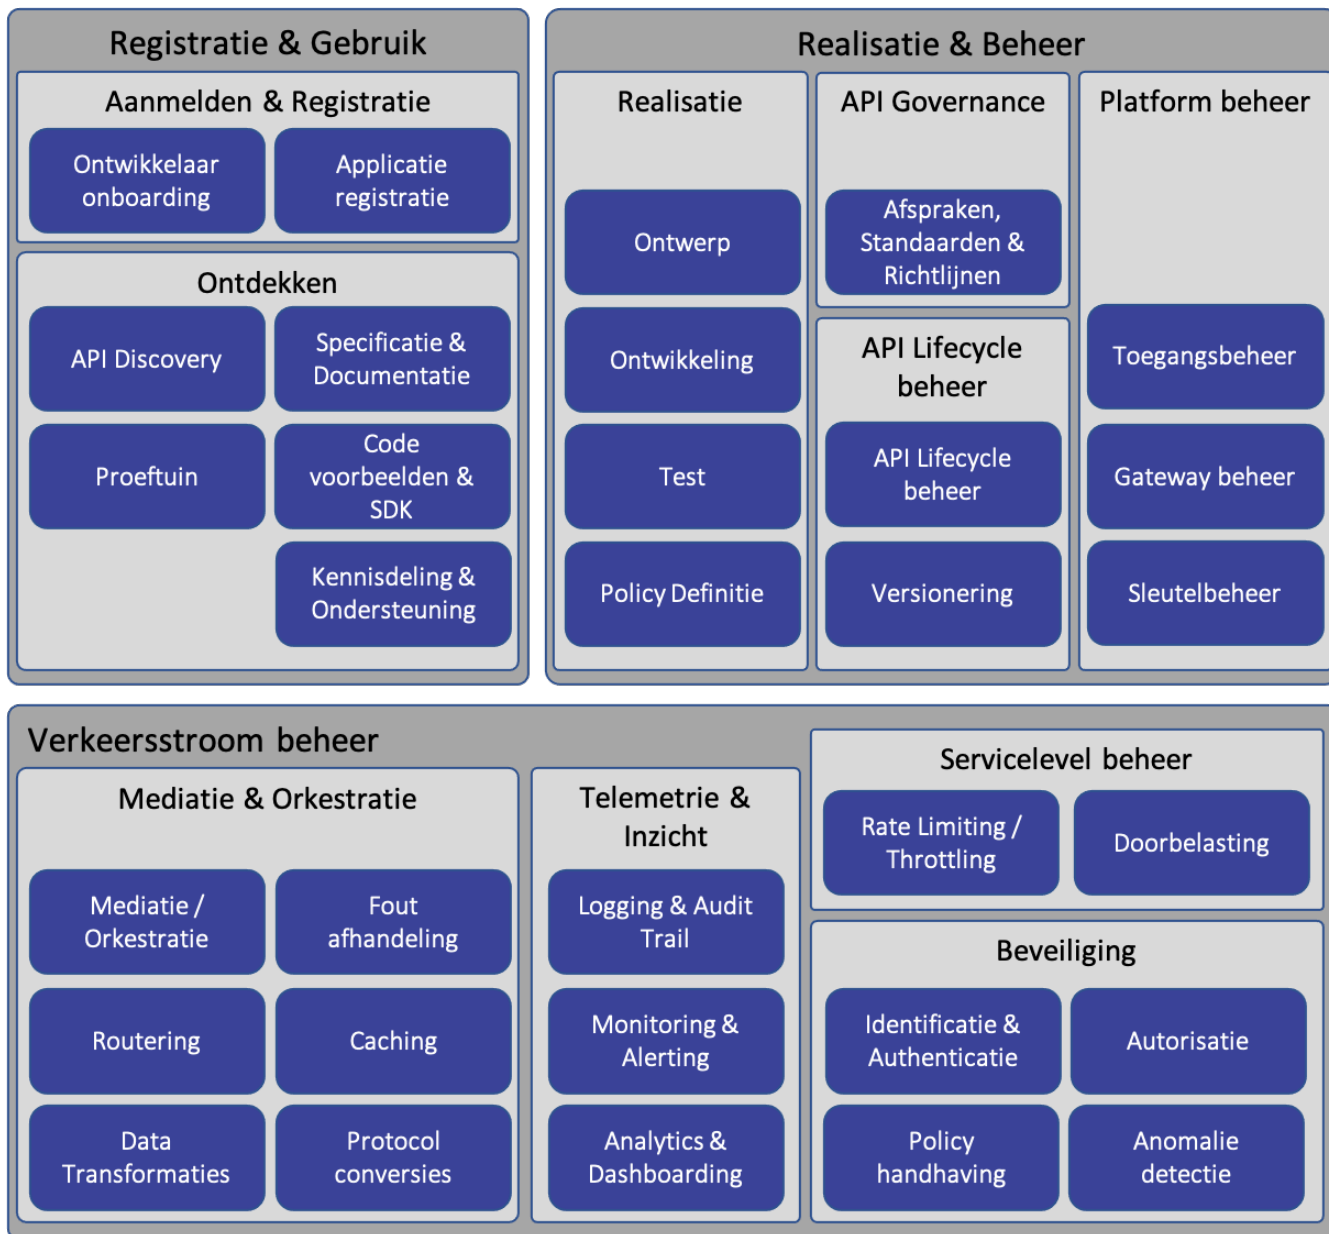 Registratie & Gebruik
Aanmelden & Registratie
Ontwikkelaar
onboarding
Applicatie
registratie
Ontdekken
API Discovery
Specificatie &
Documentatie
Proeftuin
Code
voorbeelden &
SDK
Kennisdeling &
Ondersteuning
Realisatie & Beheer
Realisatie
Ontwerp
Ontwikkeling
Test
Policy Definitie
API Governance
Afspraken,
Standaarden &
Richtlijnen
API Lifecycle
beheer
API Lifecycle
beheer
Versionering
Platform beheer
Toegangsbeheer
Gateway beheer
Sleutelbeheer
Verkeersstroom beheer
Mediatie & Orkestratie
Mediatie /
Orkestratie
Fout
afhandeling
Routering
Caching
Data
Transformaties
Protocol
conversies
Telemetrie &
Inzicht
Logging & Audit
Trail
Monitoring &
Alerting
Analytics &
Dashboarding
Servicelevel beheer
Rate Limiting /
Throttling
Doorbelasting
Beveiliging
Identificatie &
Authenticatie
Autorisatie
Policy
handhaving
Anomalie
detectie